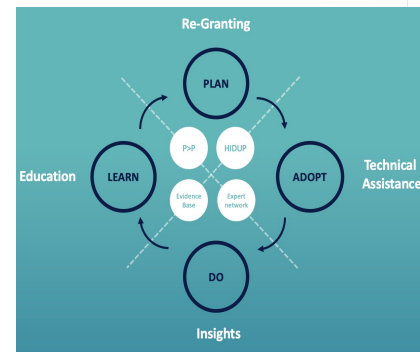 Re-Granting
PLAN
P>P
HIDUP
Education
LEARN
ADOPT
Technical
Assistance
Evidence
Base
Expert
network
DO
Insights